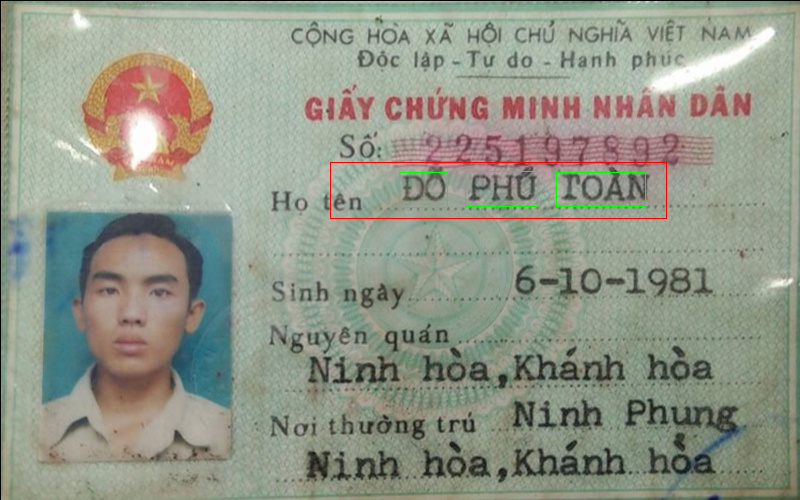 CỘNG HÒA XÃ HỘI CHỦ NGHĨA VIỆT NAM
Độc lập - Tự do - Hạnh phúc
GIẤY CHỨNG MINH NHÂN DÂN
Số: 225197892
Họ tên ĐỖ PHÚ TOÀN
Sinh ngày 6-10-1981
Nguyên quán
Ninh hòa,Khánh hòa
Nơi thường trú Ninh Phụng
Ninh hòa,Khánh hòa